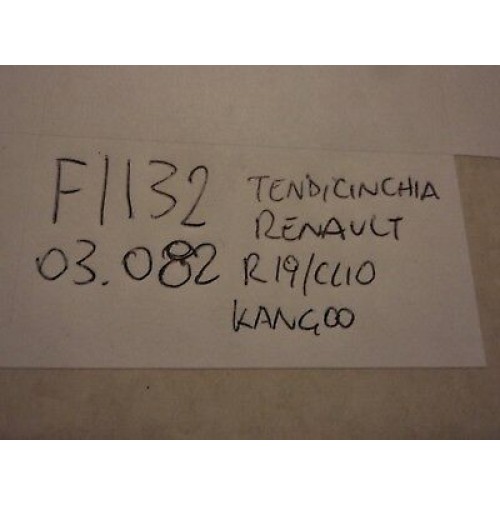 F1132
03.082
TENDICINCHIA
RENAULT
R19/CLIO
KANGOO